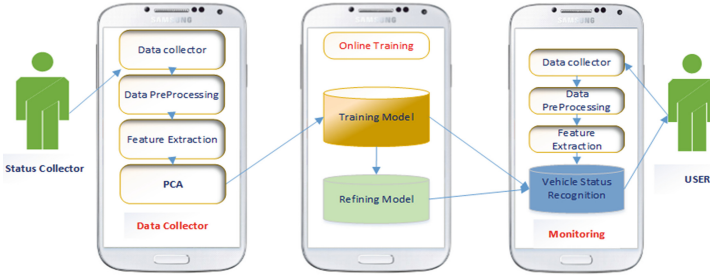 SAMSUNG
SAMSUNG
SAMSUNG
Status Collector
Data collector
Data PreProcessing
Feature Extraction
PCA
Data Collector
Online Training
Training Model
Refining Model
Data collector
Data
PreProcessing
Feature
Extraction
Vehicle Status
Recognition
Monitoring
USER